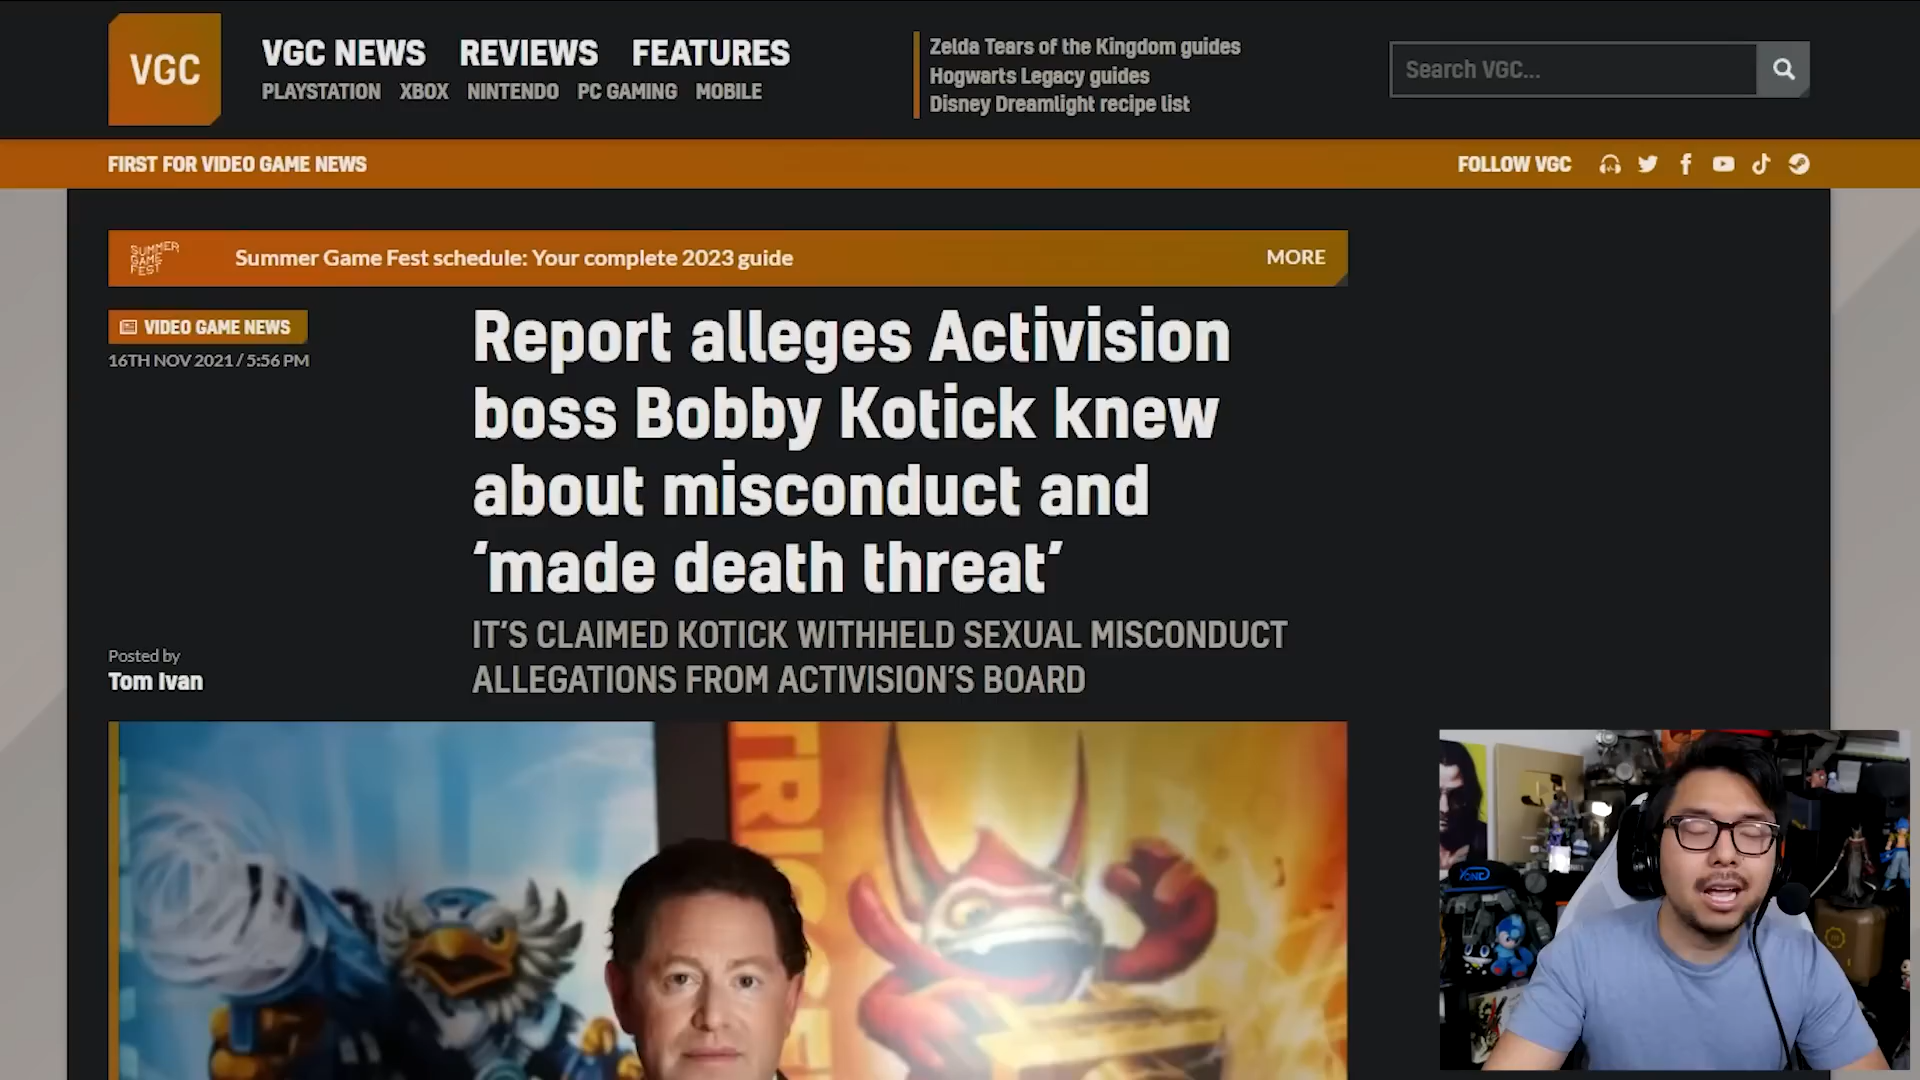 VGC
VGC NEWS REVIEWS FEATURES
PLAYSTATION XBOX NINTENDO PC GAMING MOBILE
Zelda Tears of the Kingdom guides
Hogwarts Legacy guides
Disney Dreamlight recipe list
Search VGC...
FIRST FOR VIDEO GAME NEWS
FOLLOW VGC
SUMMER
GAME
FEST
Summer Game Fest schedule: Your complete 2023 guide
MORE
VIDEO GAME NEWS
16TH NOV 2021 / 5:56 PM
Report alleges Activision
boss Bobby Kotick knew
about misconduct and
‘made death threat’
IT’S CLAIMED KOTICK WITHHELD SEXUAL MISCONDUCT
ALLEGATIONS FROM ACTIVISION’S BOARD
Posted by
Tom Ivan